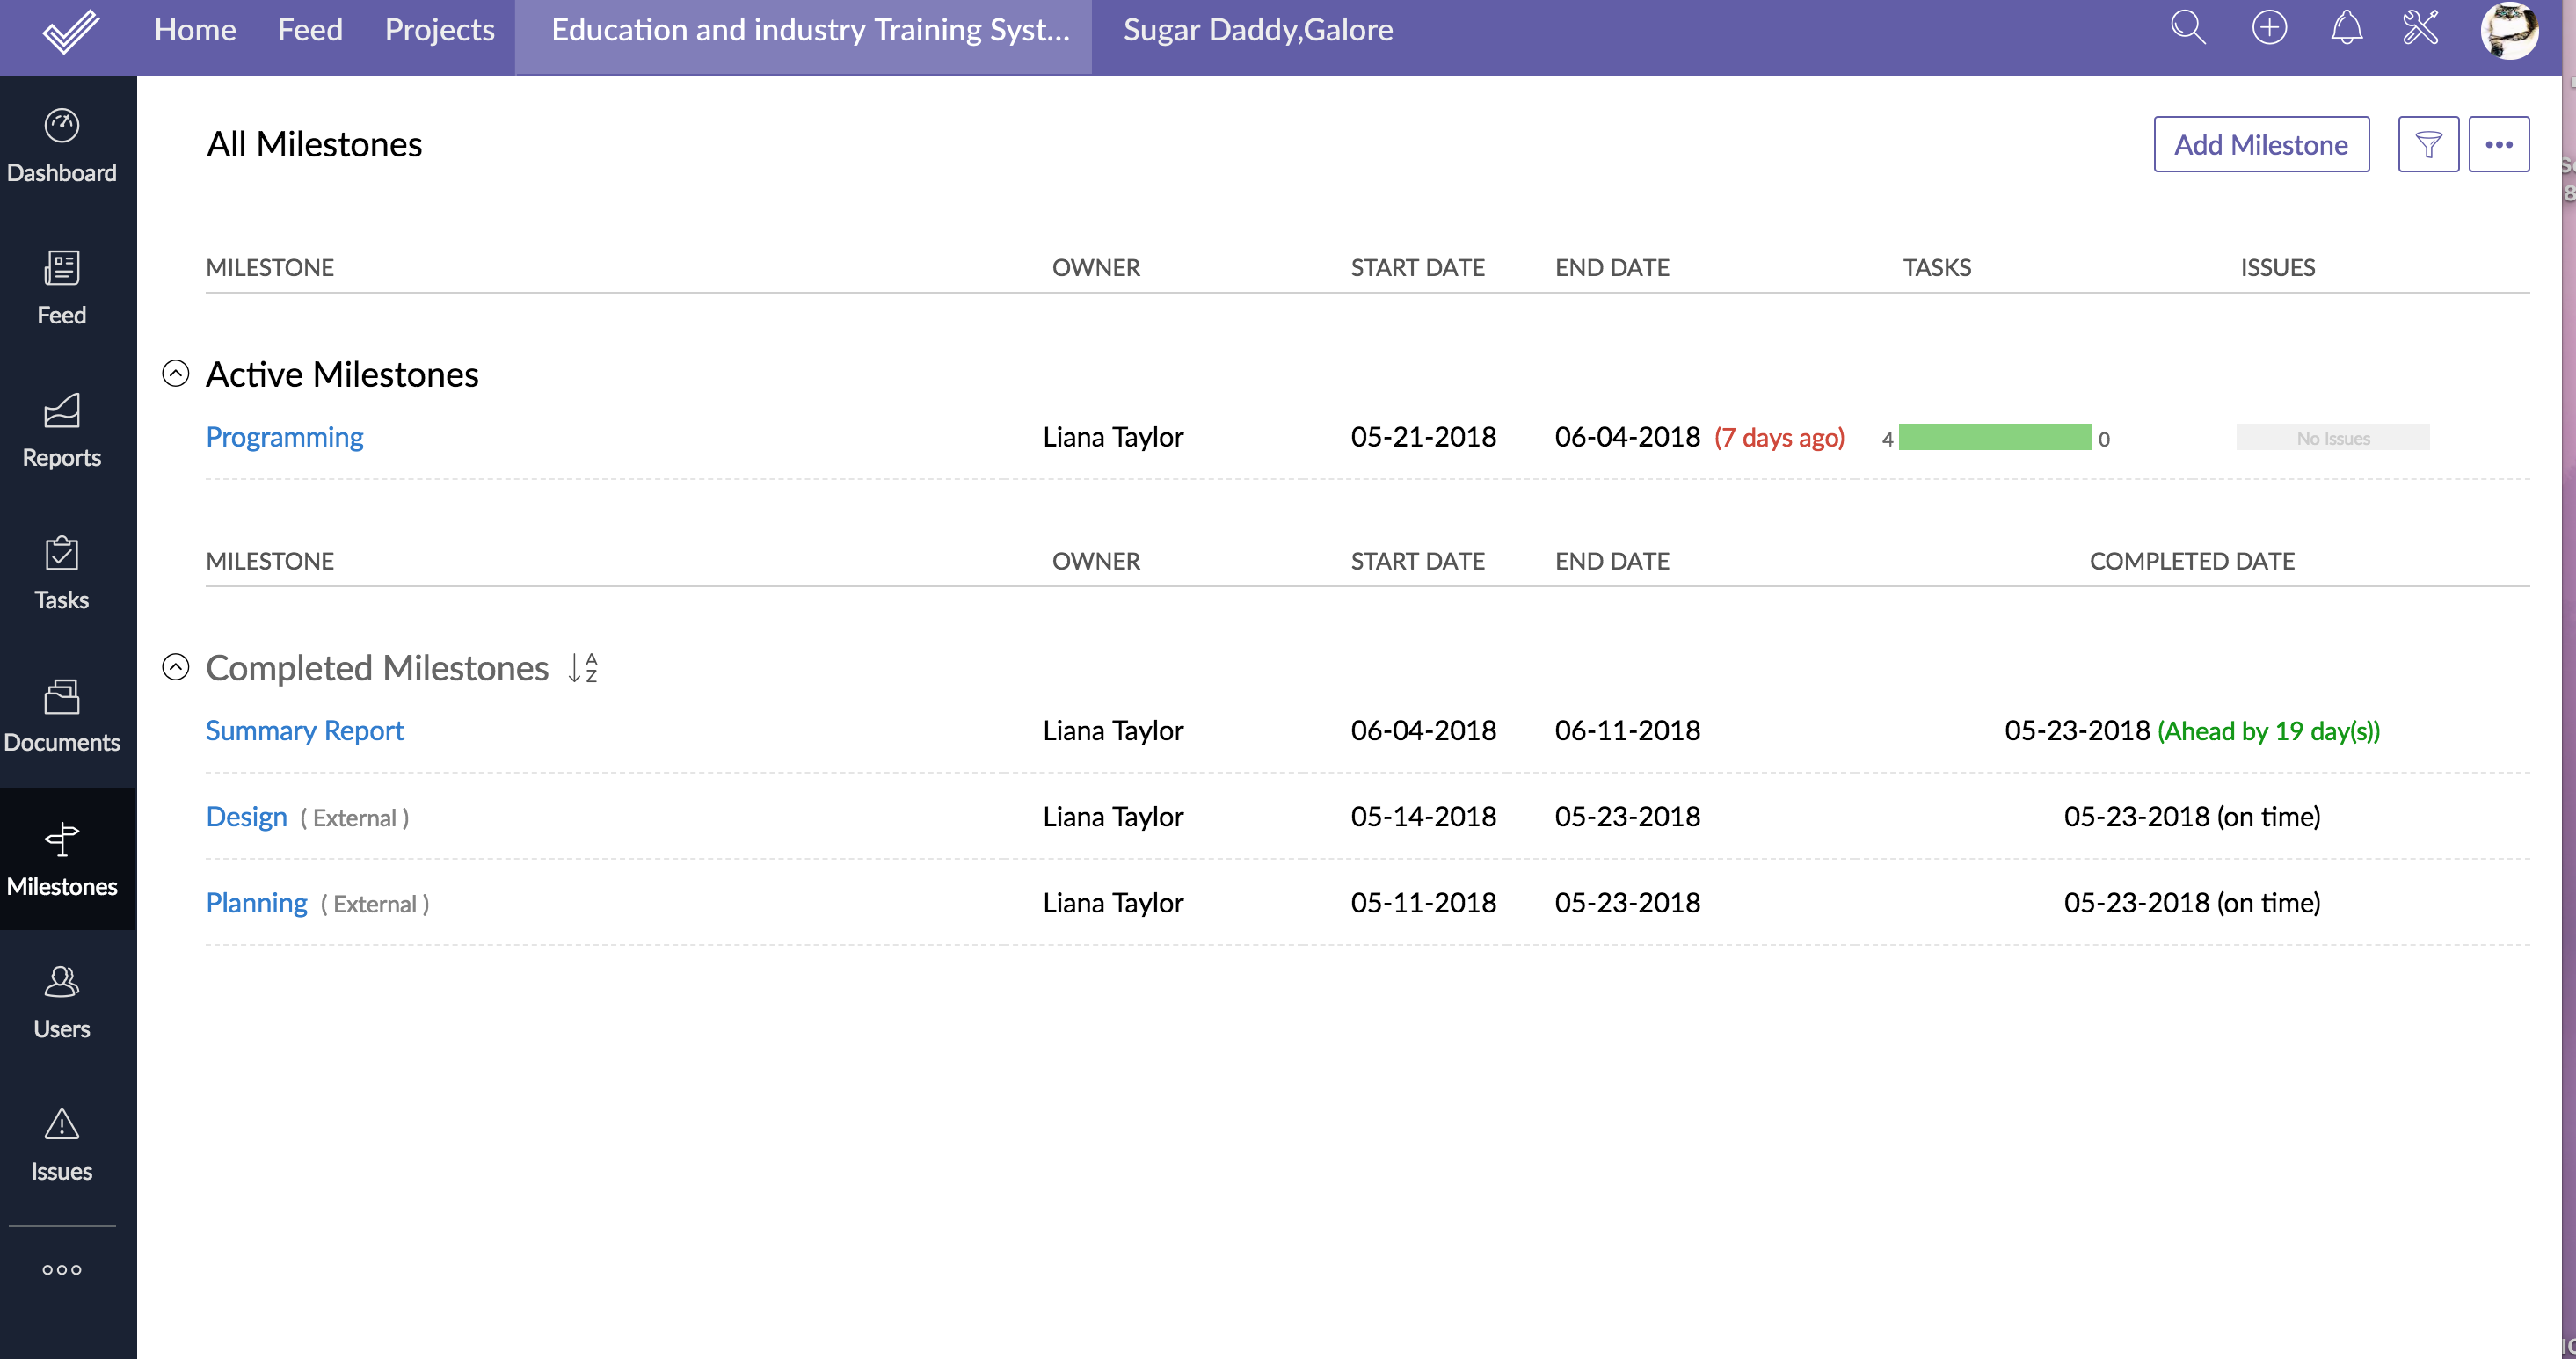 Home Feed Projects Education and industry Training Syst... Sugar Daddy,Galore
Dashboard
Feed
Reports
Tasks
Documents
Milestones
Users
Issues
All Milestones
Add Milestone
MILESTONE OWNER START DATE END DATE TASKS ISSUES
Active Milestones
Programming Liana Taylor 05-21-2018 06-04-2018 (7 days ago) 4 0 No Issues
MILESTONE OWNER START DATE END DATE COMPLETED DATE
Completed Milestones A Z
Summary Report Liana Taylor 06-04-2018 06-11-2018 05-23-2018 (Ahead by 19 day(s))
Design ( External ) Liana Taylor 05-14-2018 05-23-2018 05-23-2018 (on time)
Planning ( External ) Liana Taylor 05-11-2018 05-23-2018 05-23-2018 (on time)